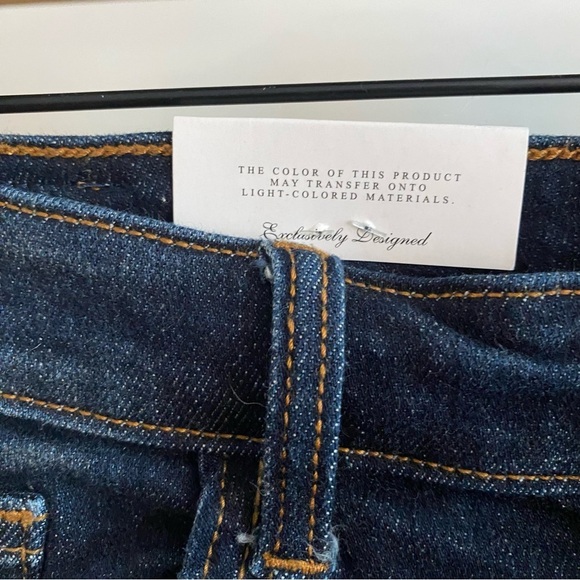 THE COLOR OF THIS PRODUCT
MAY TRANSFER ONTO
LIGHT-COLORED MATERIALS.
Exclusively Designed